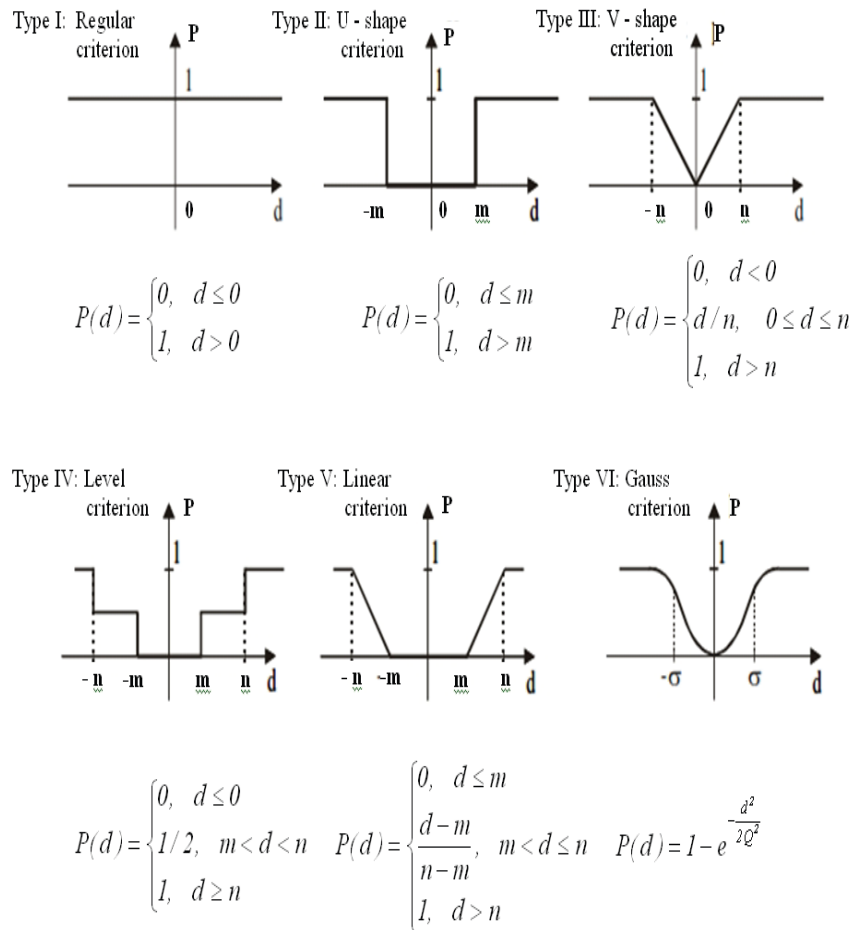 Type I: Regular criterion
P
1
0 d
Type II: U - shape criterion
P
1
-m 0 m d
Type III: V - shape criterion
P
1
- n 0 n d
P(d) = {0, d ≤ 0
1, d > 0
P(d) = {0, d ≤ m
1, d > m
P(d) = {0, d < 0
d / n, 0 ≤ d ≤ n
1, d > n
Type IV: Level criterion
P
1
- n -m m n d
Type V: Linear criterion
P
1
- n -m m n d
Type VI: Gauss criterion
P
1
-σ σ d
P(d) = {0, d ≤ 0
1/2, m < d < n
1, d ≥ n
P(d) = {0, d ≤ m
d – m / n – m, m < d ≤ n
1, d > n
P(d) = 1 – e^(-d²/2Q²)